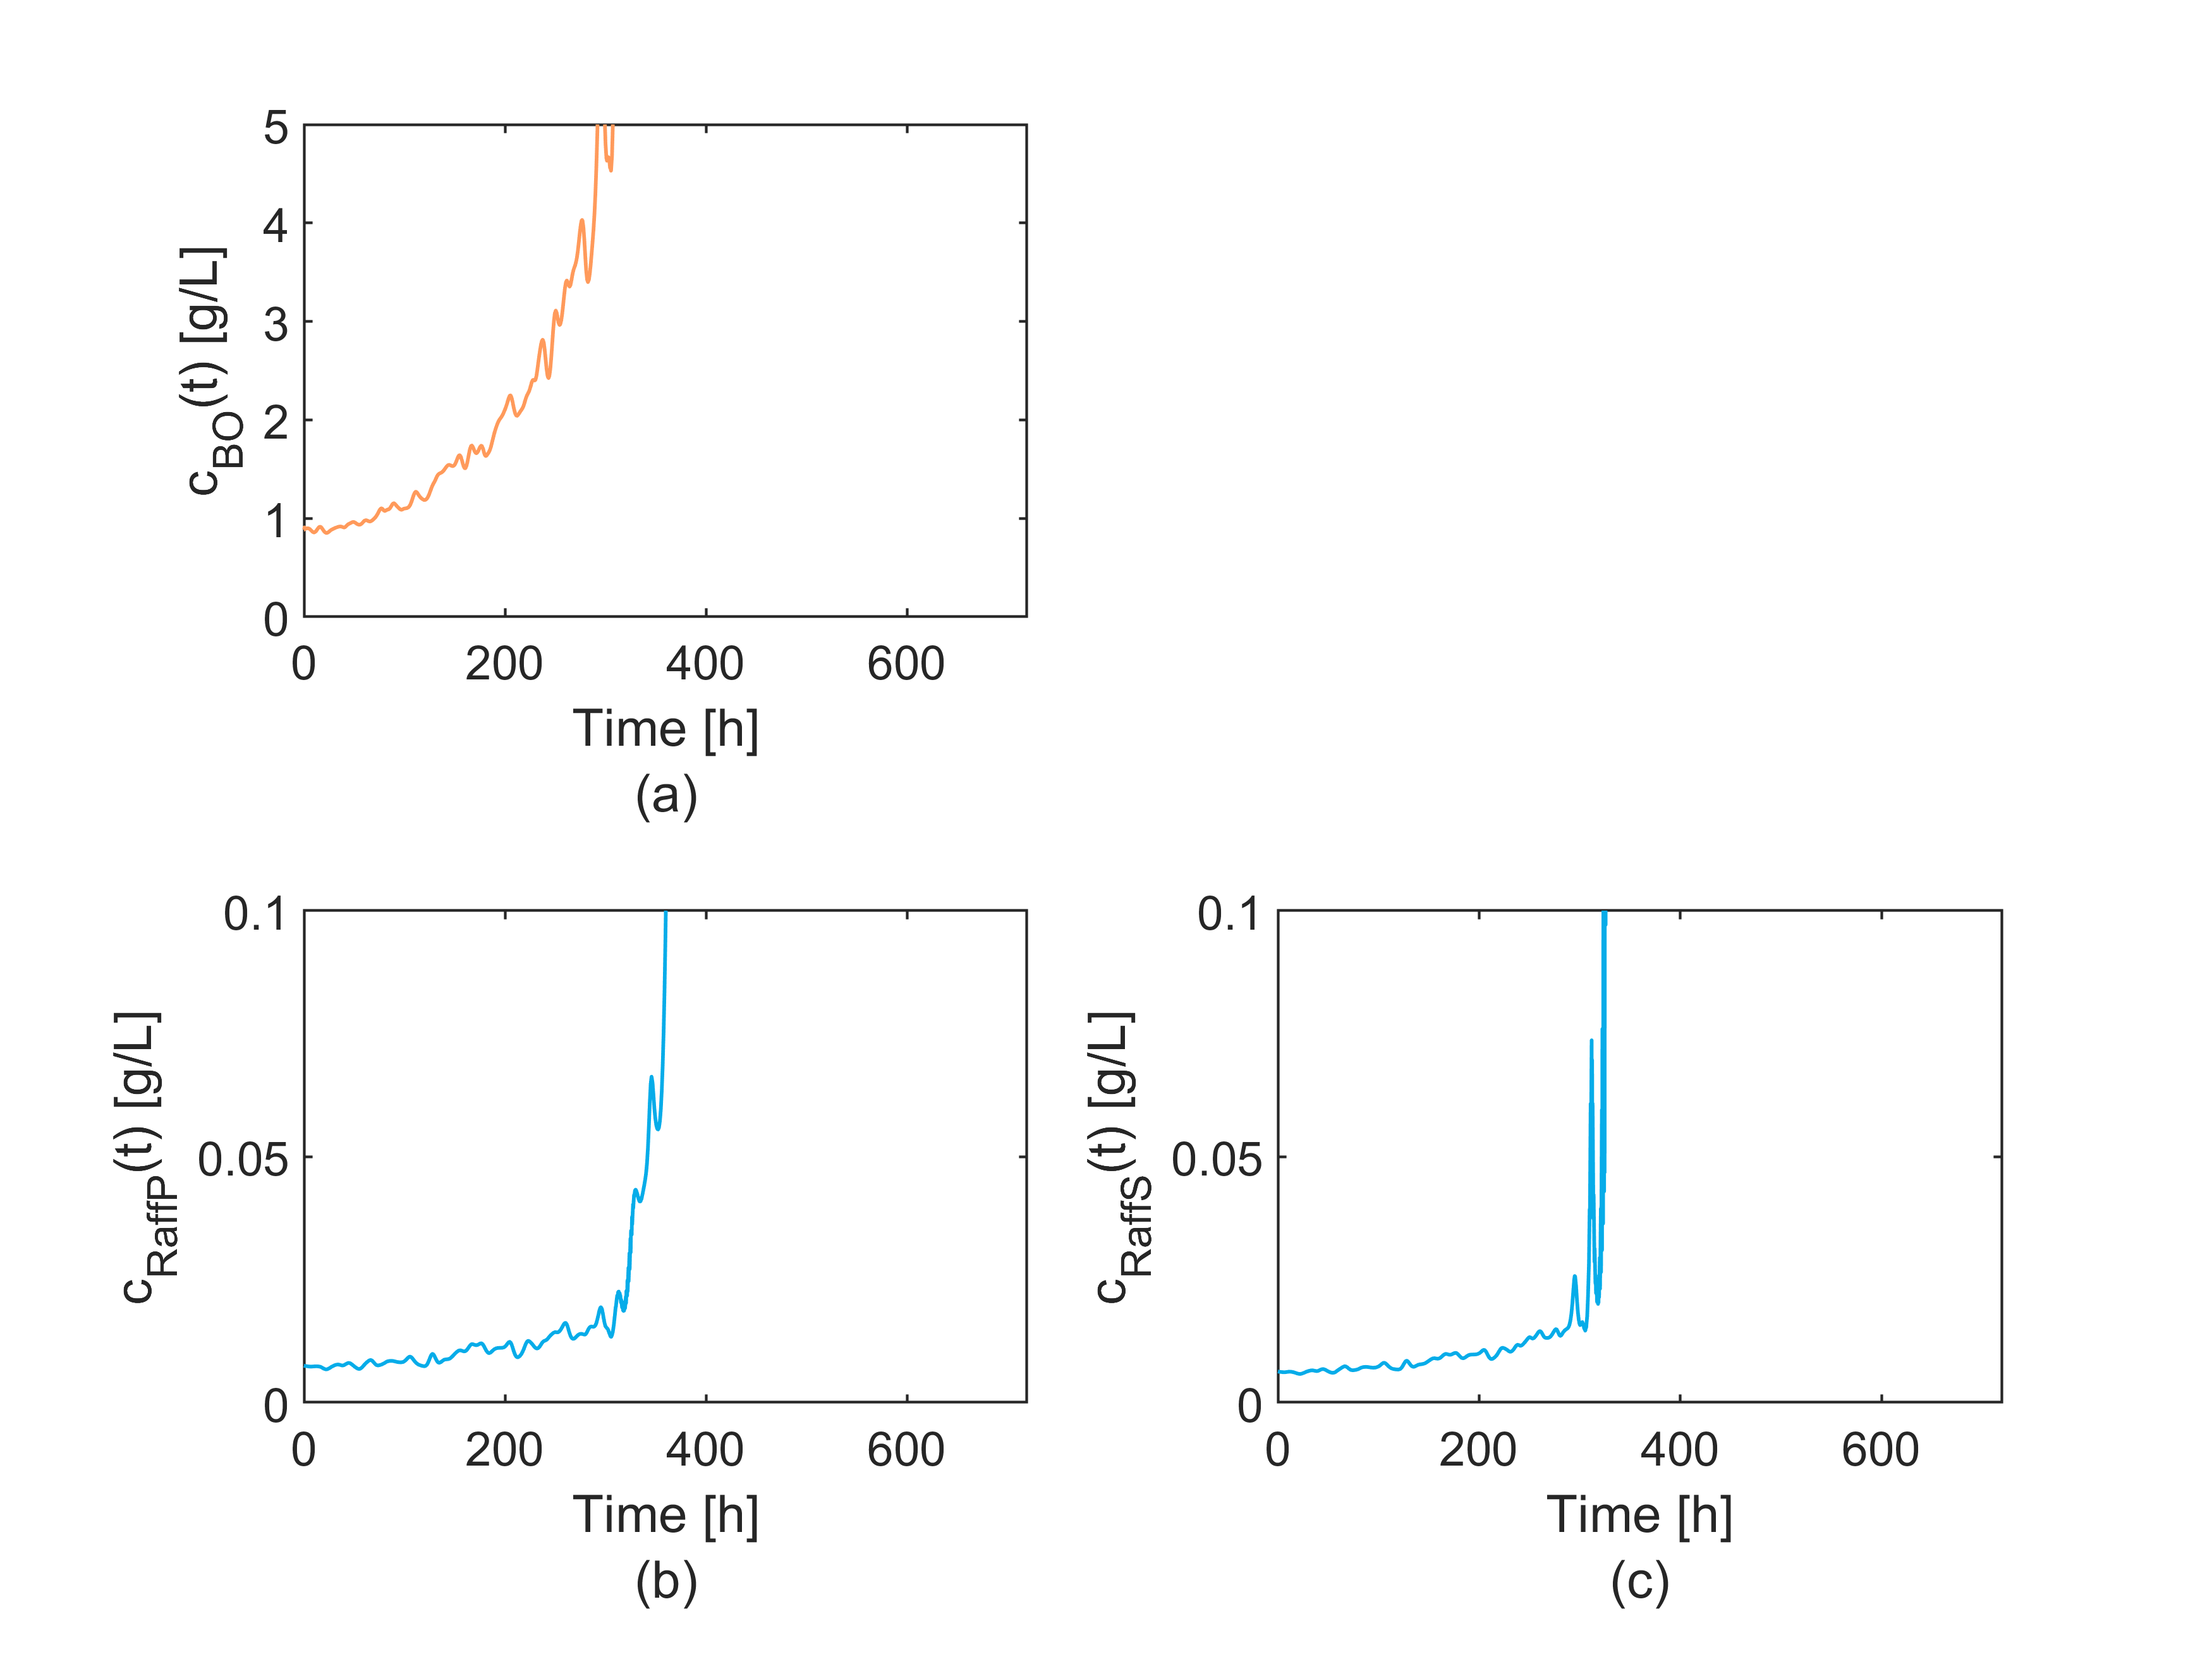 5
4
3
2
1
0
c_BO(t) [g/L]
0 200 400 600
Time [h]
(a)
0.1
0.05
0
c_RaffP(t) [g/L]
0 200 400 600
Time [h]
(b)
0.1
0.05
0
c_RaffS(t) [g/L]
0 200 400 600
Time [h]
(c)